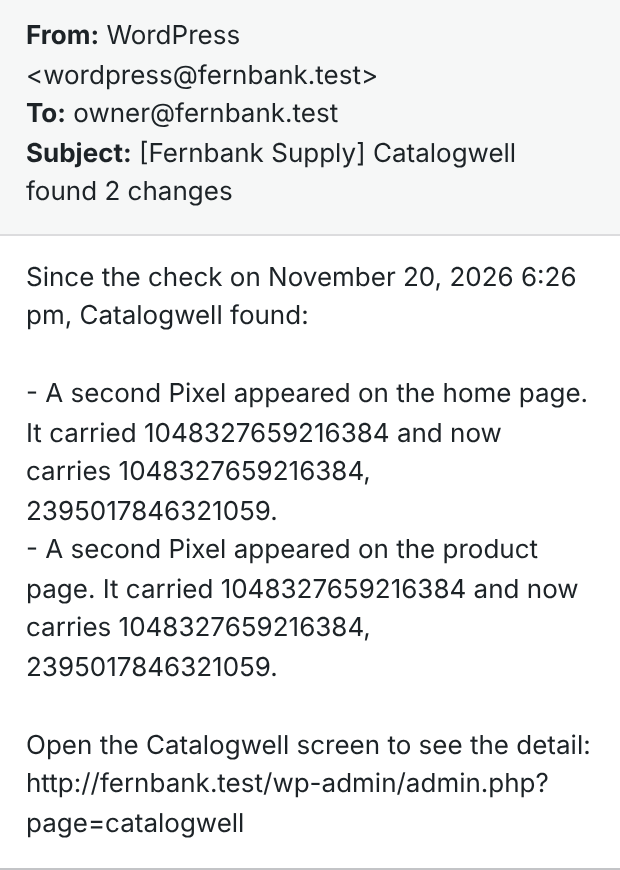 From: WordPress
<wordpress@fernbank.test>
To: owner@fernbank.test
Subject: [Fernbank Supply] Catalogwell
found 2 changes
Since the check on November 20, 2026 6:26
pm, Catalogwell found:
- A second Pixel appeared on the home page.
It carried 1048327659216384 and now
carries 1048327659216384,
2395017846321059.
- A second Pixel appeared on the product
page. It carried 1048327659216384 and now
carries 1048327659216384,
2395017846321059.
Open the Catalogwell screen to see the detail:
http://fernbank.test/wp-admin/admin.php?
page=catalogwell